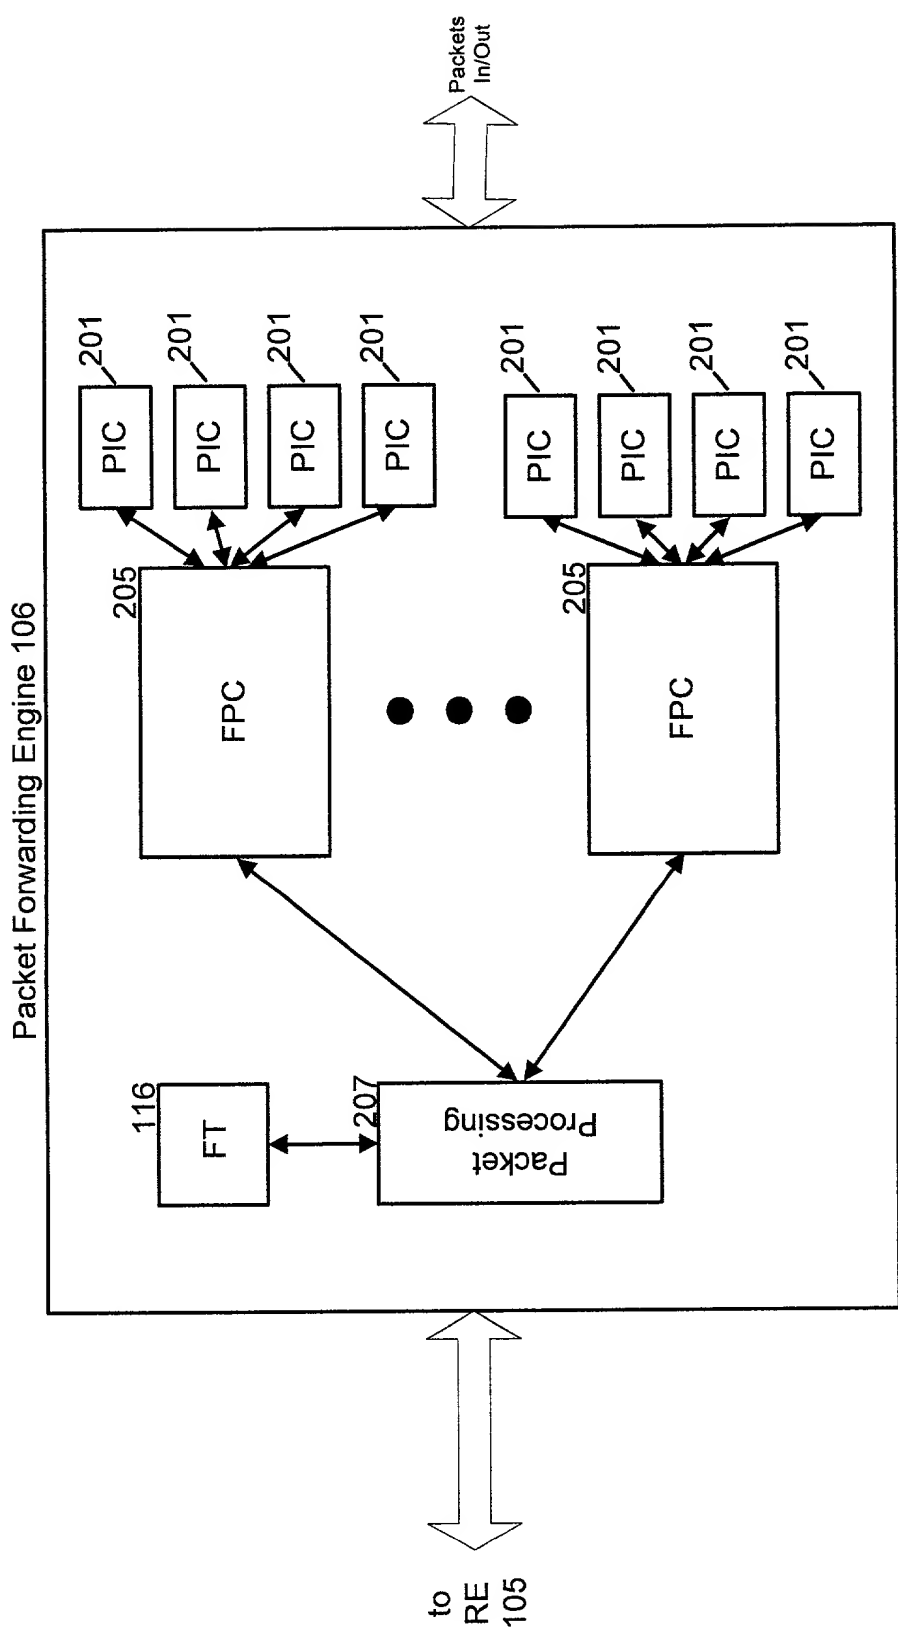 Packet Forwarding Engine 106
116
FT
207
Packet
Processing
205
FPC
205
FPC
PIC
201
PIC
201
PIC
201
PIC
201
PIC
201
PIC
201
PIC
201
PIC
201
to
RE
105
Packets
In/Out